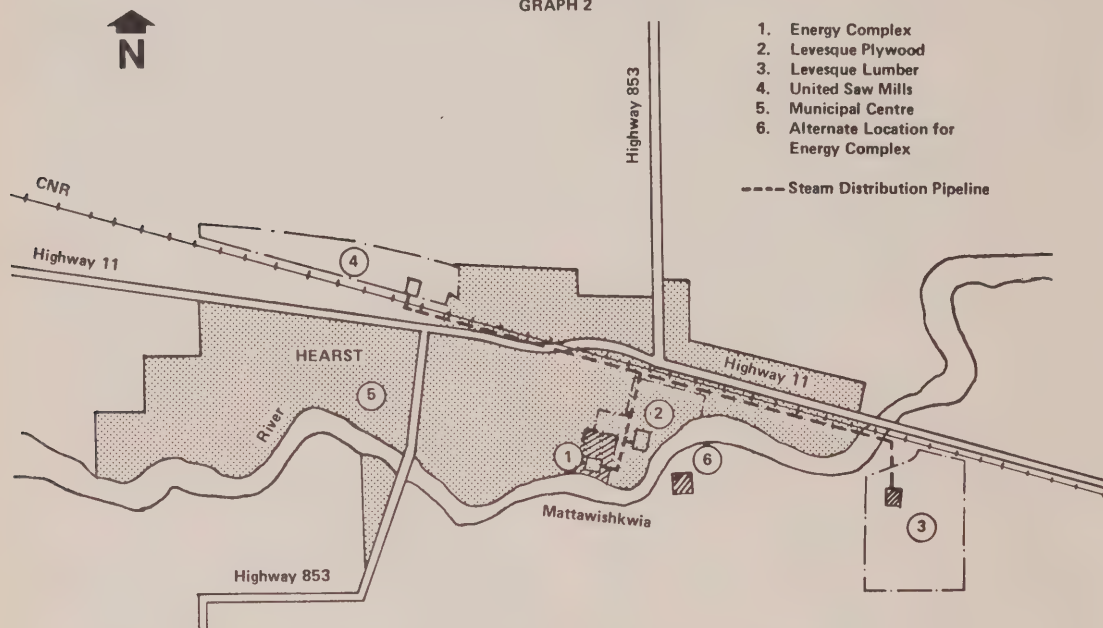 GRAPH 2
N
1. Energy Complex
2. Levesque Plywood
3. Levesque Lumber
4. United Saw Mills
5. Municipal Centre
6. Alternate Location for
Energy Complex
Steam Distribution Pipeline
Highway 853
CNR
Highway 11
4
HEARST
5
River
Highway 11
2
1
6
Mattawishkwia
3
Highway 853